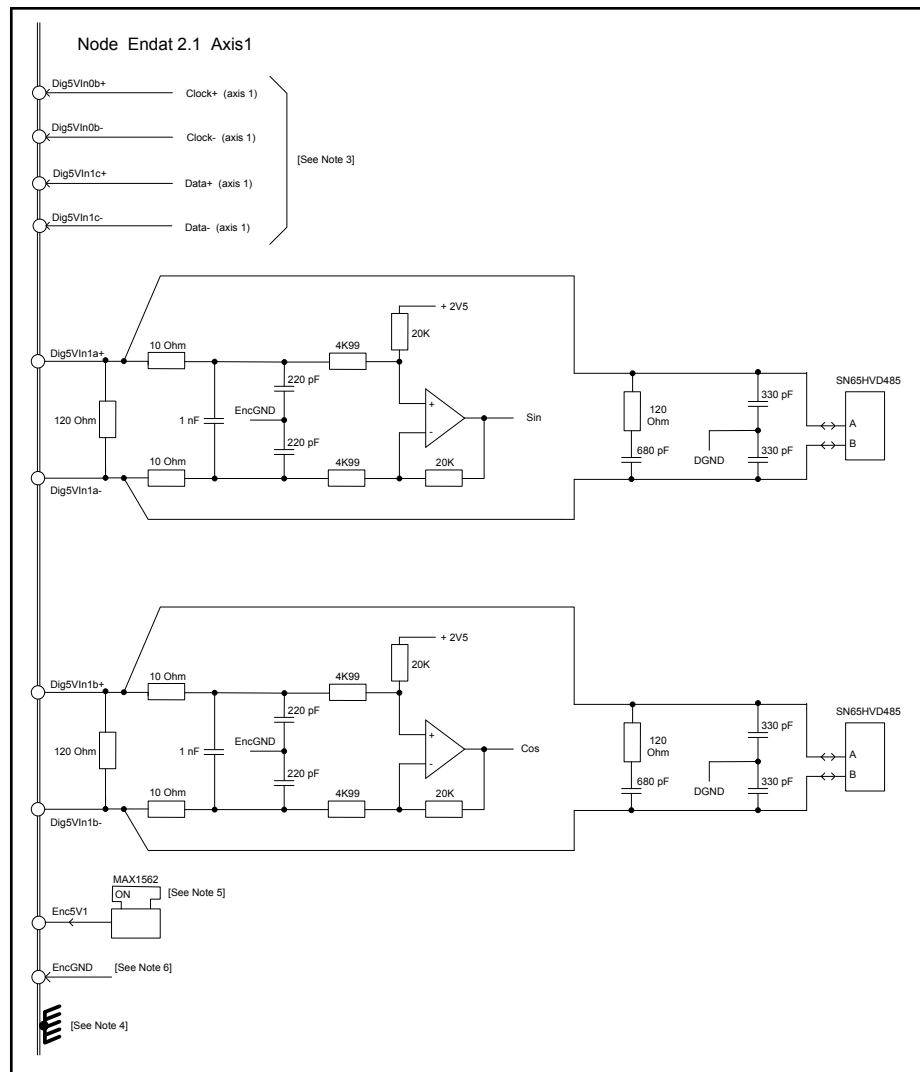 Node Endat 2.1 Axis1
Dig5VIn0b+
Clock+ (axis 1)
Dig5VIn0b-
Clock- (axis 1)
[See Note 3]
Dig5VIn1c+
Data+ (axis 1)
Dig5VIn1c-
Data- (axis 1)
+ 2V5
20K
Dig5VIn1a+
10 Ohm
4K99
220 pF
SN65HVD485
330 pF
120 Ohm
1 nF
EncGND
+
-
Sin
120
Ohm
A
B
220 pF
680 pF
DGND
330 pF
10 Ohm
4K99
20K
Dig5VIn1a-
+ 2V5
20K
Dig5VIn1b+
10 Ohm
4K99
220 pF
SN65HVD485
330 pF
120 Ohm
1 nF
EncGND
+
-
Cos
120
Ohm
A
B
220 pF
680 pF
DGND
330 pF
10 Ohm
4K99
20K
Dig5VIn1b-
MAX1562
ON
[See Note 5]
Enc5V1
EncGND
[See Note 6]
[See Note 4]